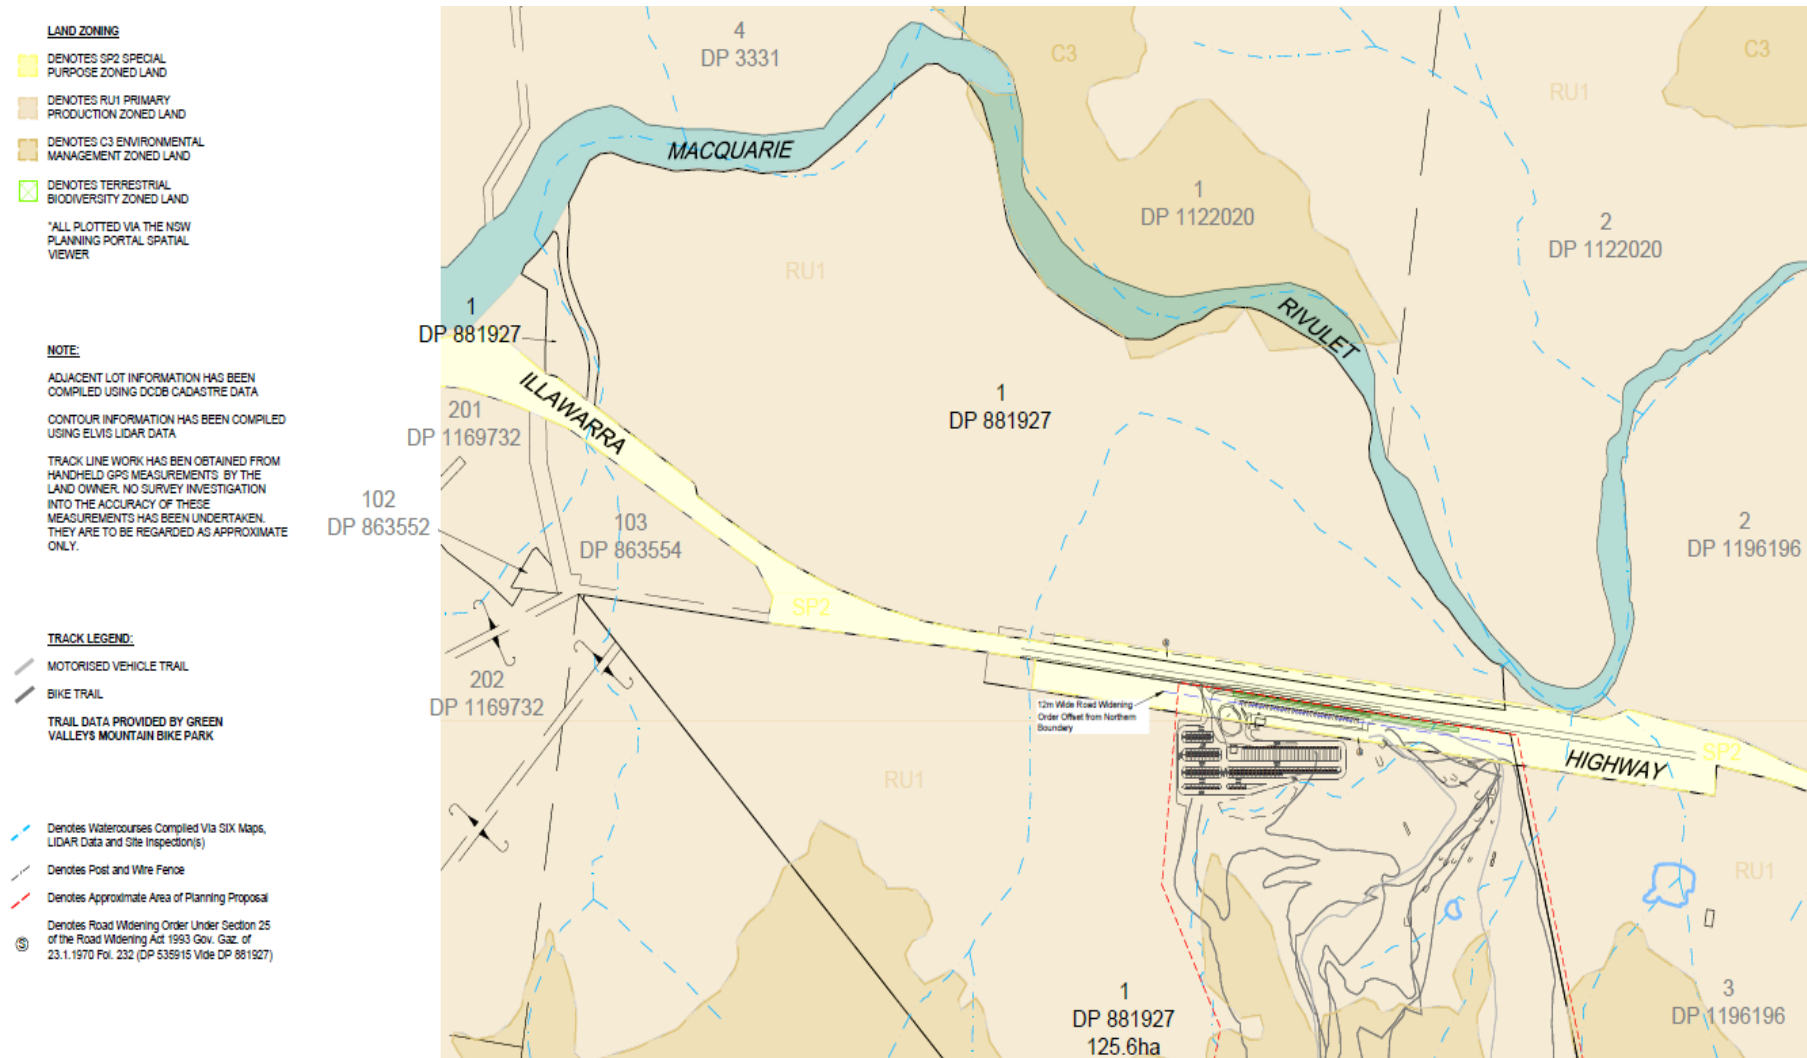 LAND ZONING
DENOTES SP2 SPECIAL
PURPOSE ZONED LAND
DENOTES RU1 PRIMARY
PRODUCTION ZONED LAND
DENOTES C3 ENVIRONMENTAL
MANAGEMENT ZONED LAND
DENOTES TERRESTRIAL
BIODIVERSITY ZONED LAND
*ALL PLOTTED VIA THE NSW
PLANNING PORTAL SPATIAL
VIEWER
NOTE:
ADJACENT LOT INFORMATION HAS BEEN
COMPILED USING DCDB CADASTRE DATA
CONTOUR INFORMATION HAS BEEN COMPILED
USING ELVIS LIDAR DATA
TRACK LINE WORK HAS BEN OBTAINED FROM
HANDHELD GPS MEASUREMENTS BY THE
LAND OWNER. NO SURVEY INVESTIGATION
INTO THE ACCURACY OF THESE
MEASUREMENTS HAS BEEN UNDERTAKEN.
THEY ARE TO BE REGARDED AS APPROXIMATE
ONLY.
TRACK LEGEND:
MOTORISED VEHICLE TRAIL
BIKE TRAIL
TRAIL DATA PROVIDED BY GREEN
VALLEYS MOUNTAIN BIKE PARK
Denotes Watercourses Compiled Via SIX Maps,
LIDAR Data and Site Inspection(s)
Denotes Post and Wire Fence
Denotes Approximate Area of Planning Proposal
Ⓢ
Denotes Road Widening Order Under Section 25
of the Road Widening Act 1993 Gov. Gaz. of
23.1.1970 Fol. 232 (DP 535915 Vide DP 881927)
4
DP 3331
C3
C3
RU1
MACQUARIE
1
DP 1122020
2
DP 1122020
RU1
RIVULET
1
DP 881927
ILLAWARRA
1
DP 881927
201
DP 1169732
102
DP 863552
103
DP 863554
2
DP 1196196
SP2
202
DP 1169732
Ⓢ
12m Wide Road Widening
Order Offset from Northern
Boundary
Ⓢ
HIGHWAY
SP2
RU1
RU1
1
DP 881927
125.6ha
3
DP 1196196